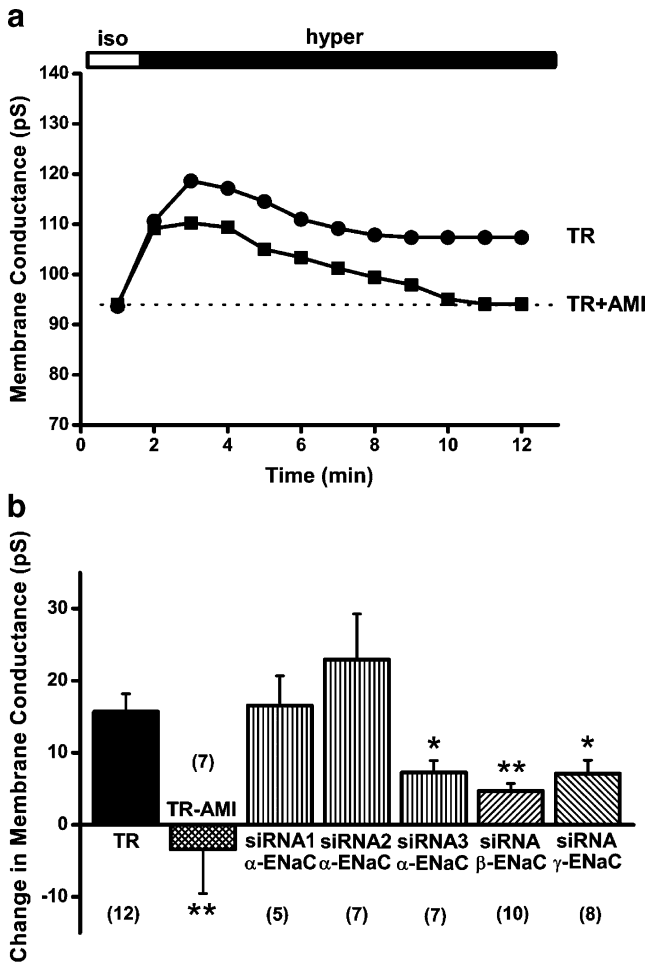 a
iso hyper
140
130
120
110
100
90
80
70
Membrane Conductance (pS)
TR
TR+AMI
0 2 4 6 8 10 12
Time (min)
b
Change in Membrane Conductance (pS)
30
20
10
0
-10
(7)
TR-AMI
* ** *
TR siRNA1 siRNA2 siRNA3 siRNA siRNA
α-ENaC α-ENaC α-ENaC β-ENaC γ-ENaC
(12) ** (5) (7) (7) (10) (8)